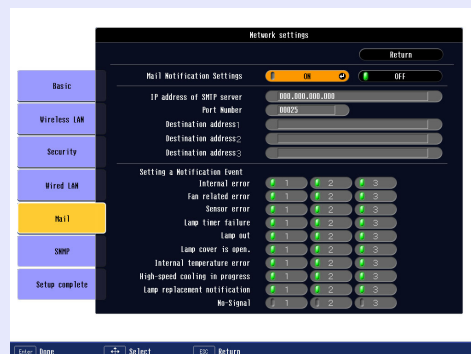 Network settings
Return
Basic
Wireless LAN
Security
Wired LAN
Mail
SNMP
Setup complete
Mail Notification Settings ON OFF
IP address of SMTP server 000.000.000.000
Port Number 00025
Destination address1
Destination address2
Destination address3
Setting a Notification Event
Internal error 1 2 3
Fan related error 1 2 3
Sensor error 1 2 3
Lamp timer failure 1 2 3
Lamp out 1 2 3
Lamp cover is open. 1 2 3
Internal temperature error 1 2 3
High-speed cooling in progress 1 2 3
Lamp replacement notification 1 2 3
No-Signal 1 2 3
Enter Done Select ESC Return